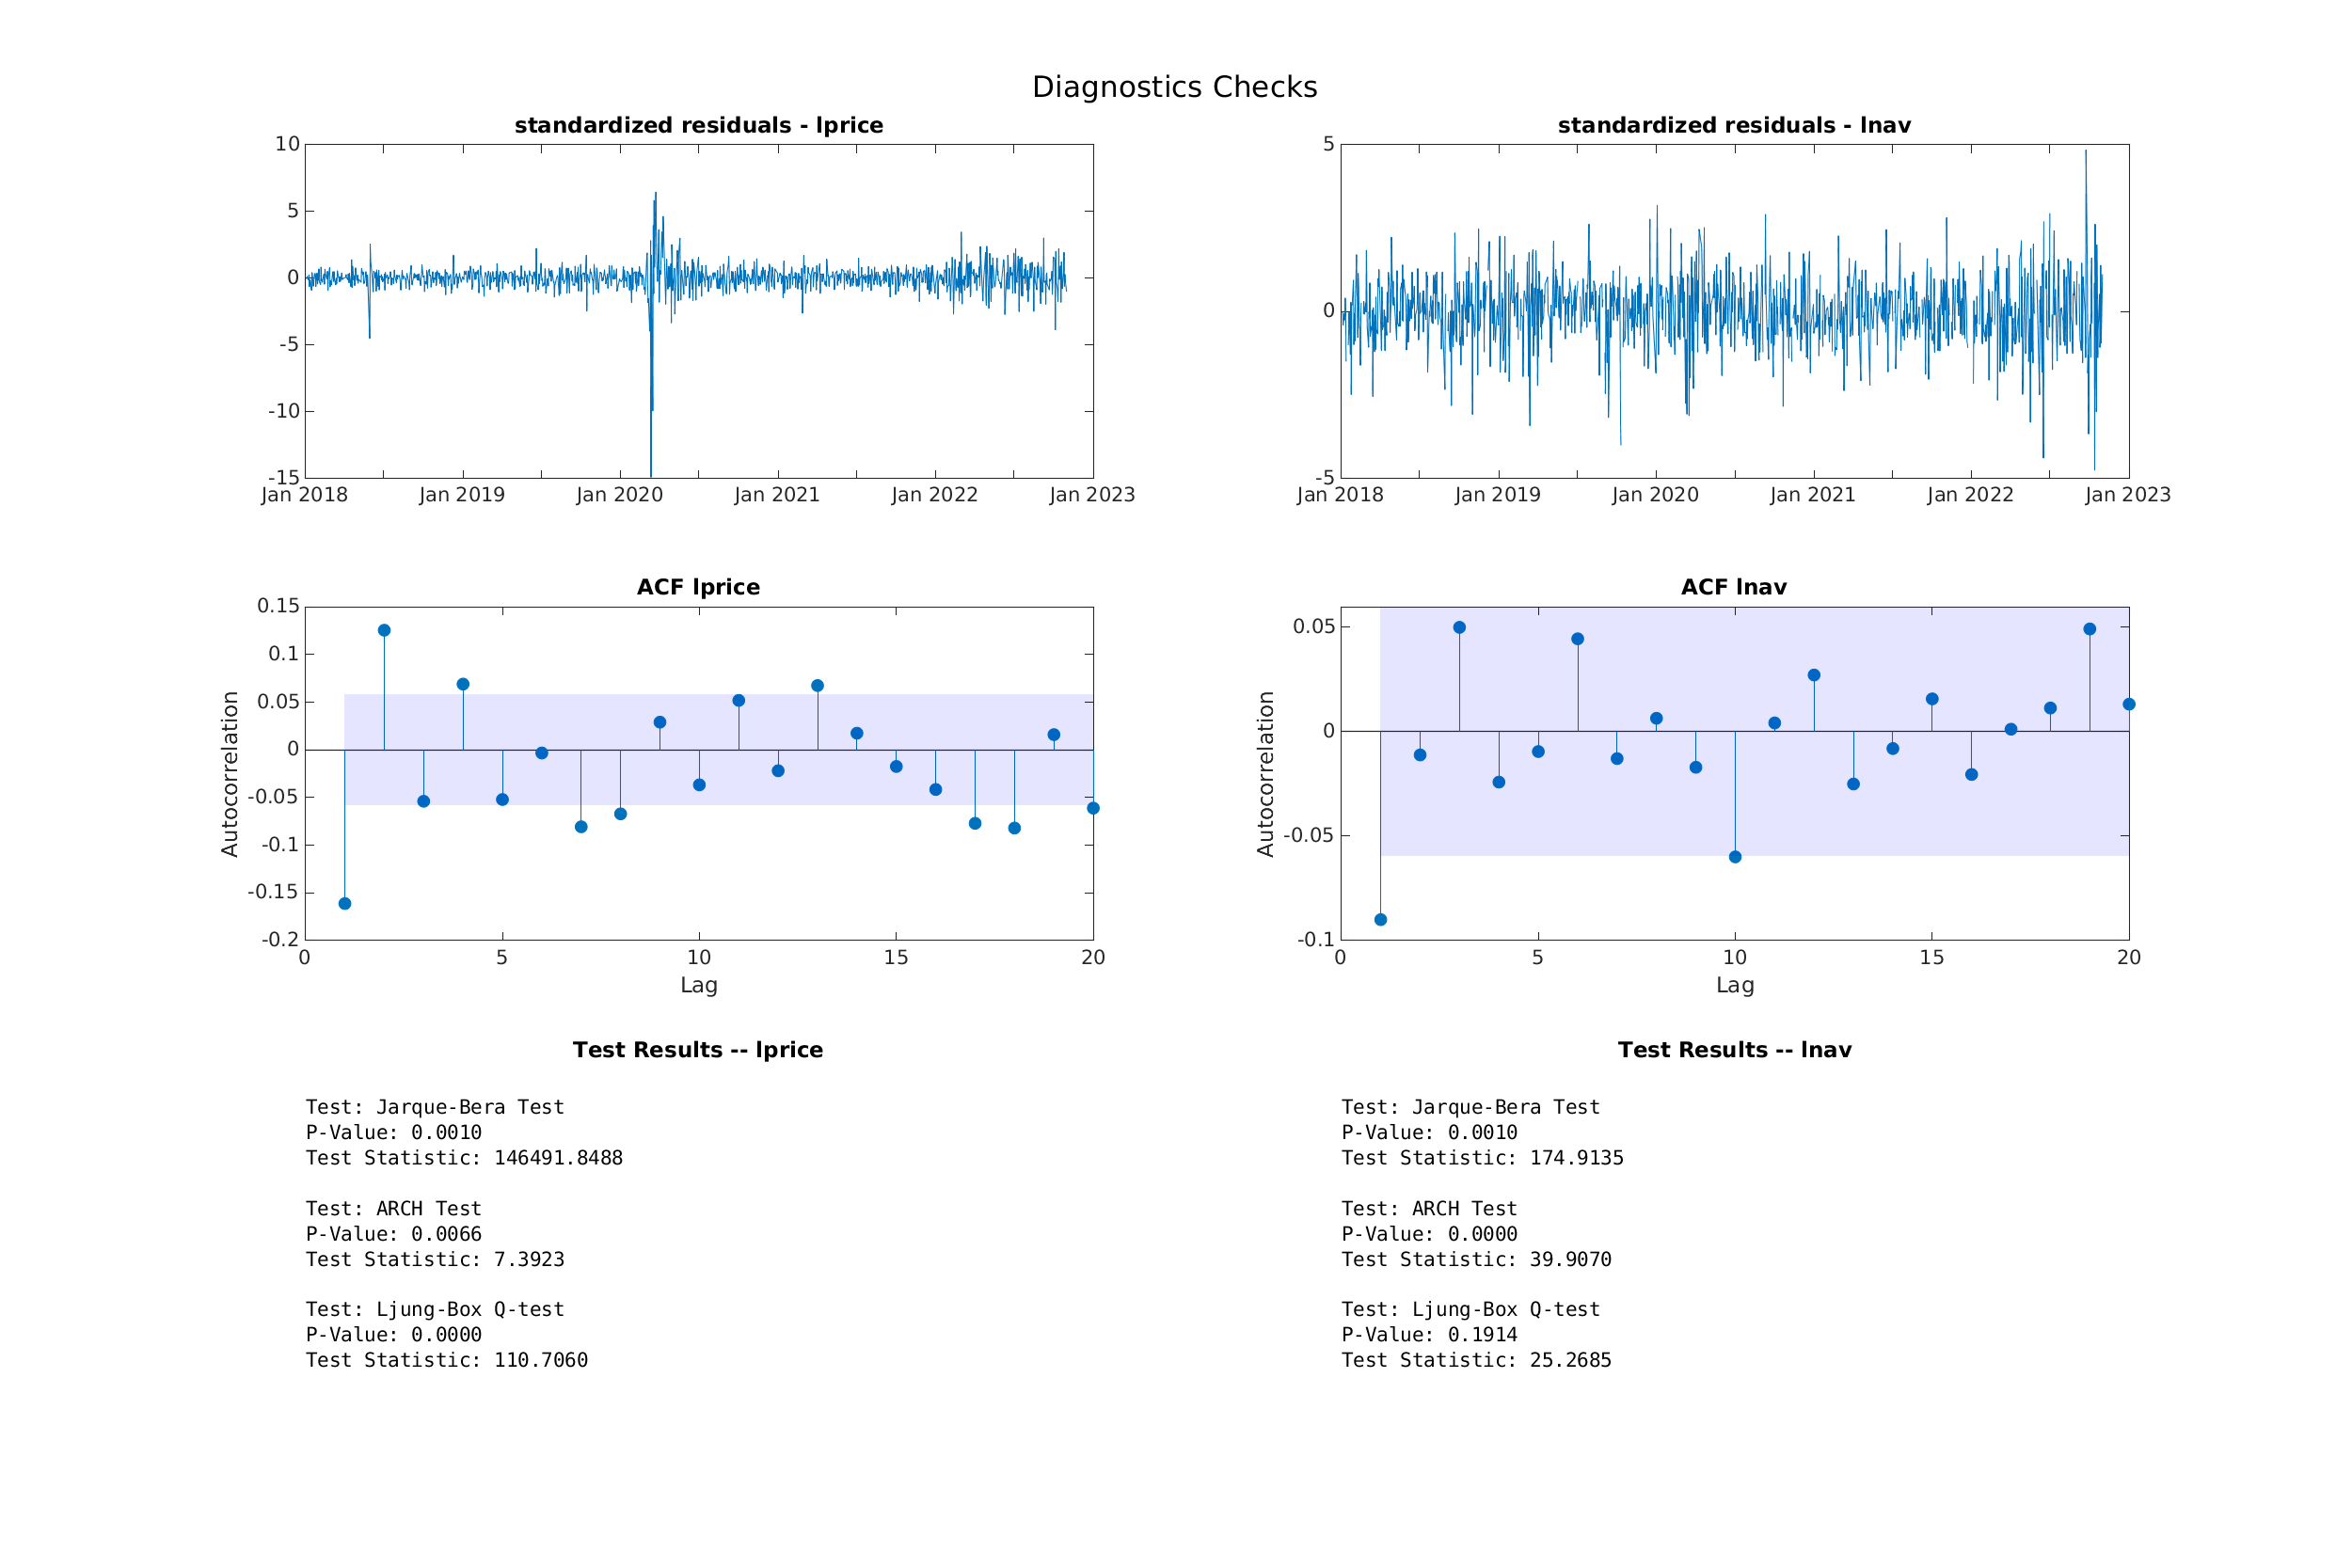 Diagnostics Checks
standardized residuals - lprice
10
5
0
-5
-10
-15
Jan 2018 Jan 2019 Jan 2020 Jan 2021 Jan 2022 Jan 2023
standardized residuals - lnav
5
0
-5
Jan 2018 Jan 2019 Jan 2020 Jan 2021 Jan 2022 Jan 2023
ACF lprice
Autocorrelation
0.15
0.1
0.05
0
-0.05
-0.1
-0.15
-0.2
0 5 10 15 20
Lag
ACF lnav
Autocorrelation
0.05
0
-0.05
-0.1
0 5 10 15 20
Lag
Test Results -- lprice
Test: Jarque-Bera Test
P-Value: 0.0010
Test Statistic: 146491.8488
Test: ARCH Test
P-Value: 0.0066
Test Statistic: 7.3923
Test: Ljung-Box Q-test
P-Value: 0.0000
Test Statistic: 110.7060
Test Results -- lnav
Test: Jarque-Bera Test
P-Value: 0.0010
Test Statistic: 174.9135
Test: ARCH Test
P-Value: 0.0000
Test Statistic: 39.9070
Test: Ljung-Box Q-test
P-Value: 0.1914
Test Statistic: 25.2685